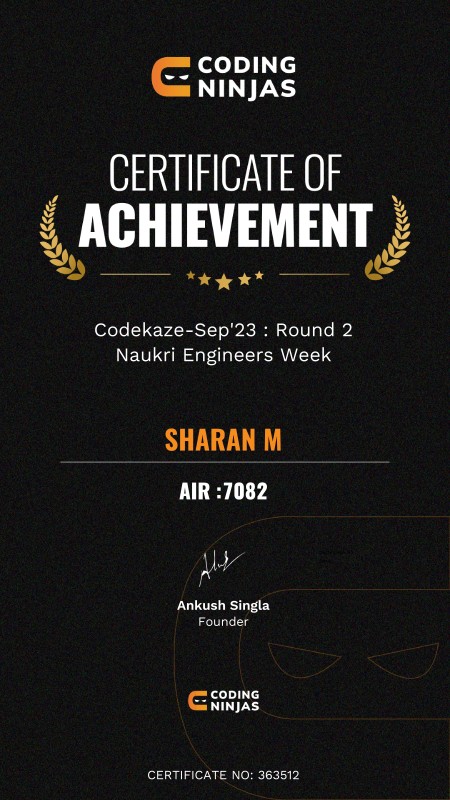 CODING
NINJAS
CERTIFICATE OF
ACHIEVEMENT
Codekaze-Sep'23 : Round 2
Naukri Engineers Week
SHARAN M
AIR :7082
Ankush Singla
Founder
CODING
NINJAS
CERTIFICATE NO: 363512